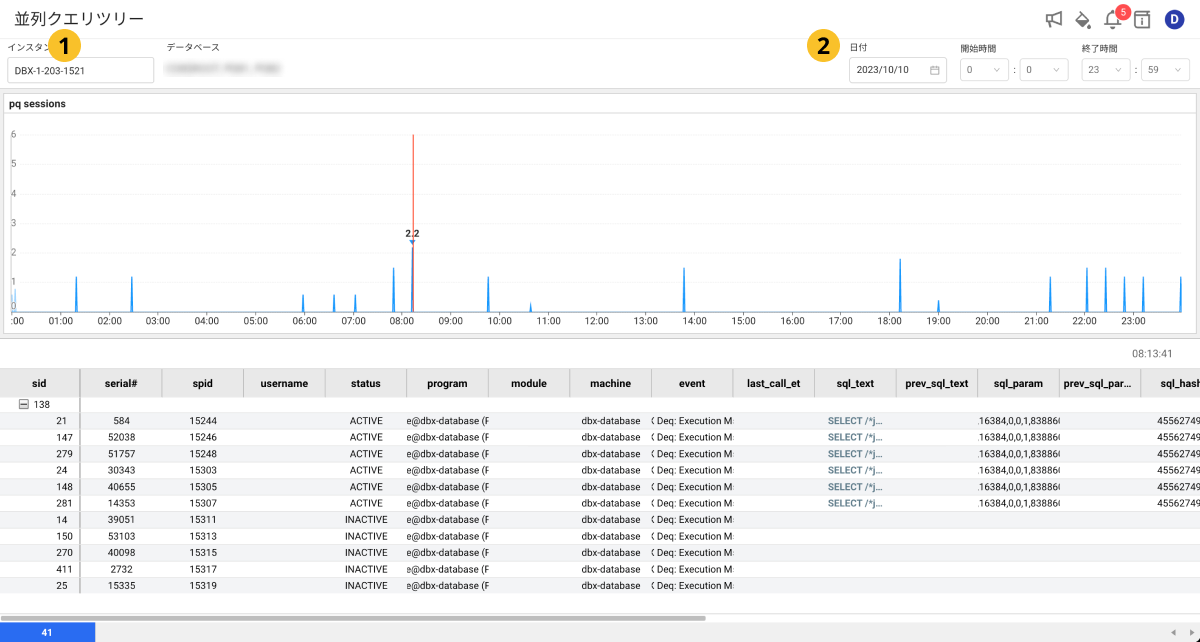 並列クエリツリー
5
D
インスタン
1
データベース
2
日付
開始時間
終了時間
DBX-1-203-1521
2023/10/10
0 : 0
23 : 59
pq sessions
6
5
4
3
2
1
0
2.2
:00 01:00 02:00 03:00 04:00 05:00 06:00 07:00 08:00 09:00 10:00 11:00 12:00 13:00 14:00 15:00 16:00 17:00 18:00 19:00 20:00 21:00 22:00 23:00
08:13:41
sid serial# spid username status program module machine event last_call_et sql_text prev_sql_text sql_param prev_sql_par... sql_hash
138
21 584 15244 ACTIVE e@dbx-database (P dbx-database Deq: Execution M SELECT /*j... 16384,0,0,1,838860 45562749
147 52038 15246 ACTIVE e@dbx-database (P dbx-database Deq: Execution M SELECT /*j... 16384,0,0,1,838860 45562749
279 51757 15248 ACTIVE e@dbx-database (P dbx-database Deq: Execution M SELECT /*j... 16384,0,0,1,838860 45562749
24 30343 15303 ACTIVE e@dbx-database (P dbx-database Deq: Execution M SELECT /*j... 16384,0,0,1,838860 45562749
148 40655 15305 ACTIVE e@dbx-database (P dbx-database Deq: Execution M SELECT /*j... 16384,0,0,1,838860 45562749
281 14353 15307 ACTIVE e@dbx-database (P dbx-database Deq: Execution M SELECT /*j... 16384,0,0,1,838860 45562749
14 39051 15311 INACTIVE e@dbx-database (P dbx-database Deq: Execution M
150 53103 15313 INACTIVE e@dbx-database (P dbx-database Deq: Execution M
270 40098 15315 INACTIVE e@dbx-database (P dbx-database Deq: Execution M
411 2732 15317 INACTIVE e@dbx-database (P dbx-database Deq: Execution M
25 15335 15319 INACTIVE e@dbx-database (P dbx-database Deq: Execution M
41